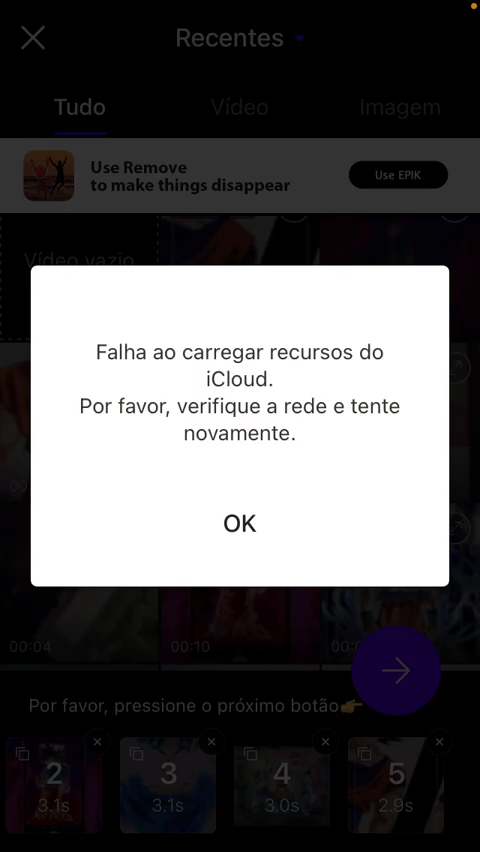 Recentes
Tudo
Vídeo
Imagem
Use Remove
to make things disappear
Use EPIK
Vídeo vazio
Falha ao carregar recursos do
iCloud.
Por favor, verifique a rede e tente
novamente.
OK
00:04
00:10
Por favor, pressione o próximo botão👉
2
3
4
5
3.1s
3.1s
3.0s
2.9s